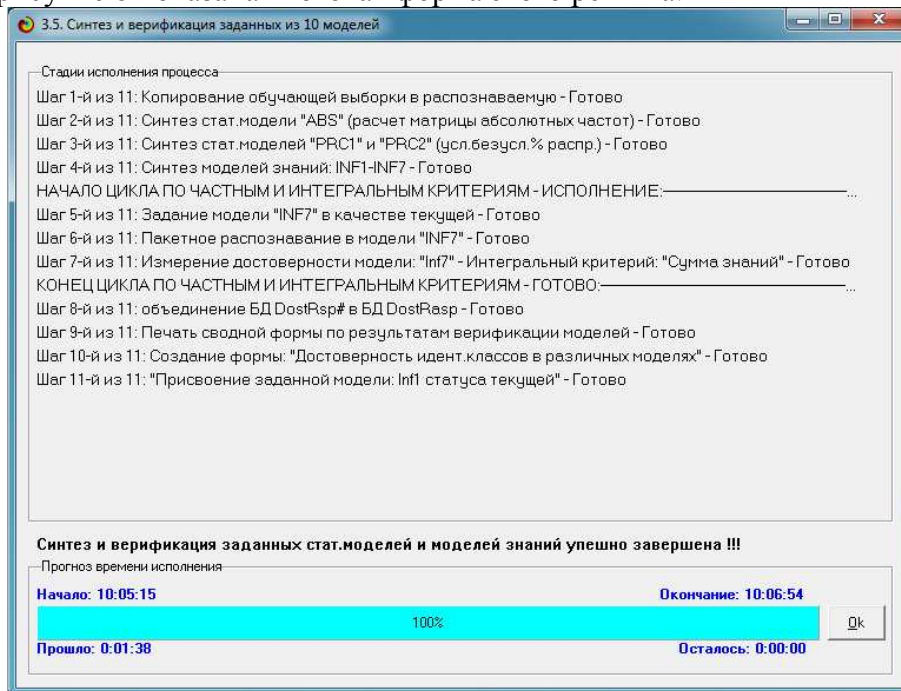 3.5. Синтез и верификация заданных из 10 моделей
Стадии исполнения процесса
Шаг 1-й из 11: Копирование обучающей выборки в распознаваемую - Готово
Шаг 2-й из 11: Синтез стат.модели "ABS" (расчет матрицы абсолютных частот) - Готово
Шаг 3-й из 11: Синтез стат.моделей "PRC1" и "PRC2" (усл.безусл.% распр.) - Готово
Шаг 4-й из 11: Синтез моделей знаний: INF1-INF7 - Готово
НАЧАЛО ЦИКЛА ПО ЧАСТНЫМ И ИНТЕГРАЛЬНЫМ КРИТЕРИЯМ - ИСПОЛНЕНИЕ:————————...
Шаг 5-й из 11: Задание модели "INF7" в качестве текущей - Готово
Шаг 6-й из 11: Пакетное распознавание в модели "INF7" - Готово
Шаг 7-й из 11: Измерение достоверности модели: "Inf7" - Интегральный критерий: "Сумма знаний" - Готово
КОНЕЦ ЦИКЛА ПО ЧАСТНЫМ И ИНТЕГРАЛЬНЫМ КРИТЕРИЯМ - ГОТОВО:————————...
Шаг 8-й из 11: объединение БД DostRsp# в БД DostRasp - Готово
Шаг 9-й из 11: Печать сводной формы по результатам верификации моделей - Готово
Шаг 10-й из 11: Создание формы: "Достоверность идент.классов в различных моделях" - Готово
Шаг 11-й из 11: "Присвоение заданной модели: Inf1 статуса текущей" - Готово
Синтез и верификация заданных стат.моделей и моделей знаний упешно завершена !!!
Прогноз времени исполнения
Начало: 10:05:15 Окончание: 10:06:54
100% Ok
Прошло: 0:01:38 Осталось: 0:00:00